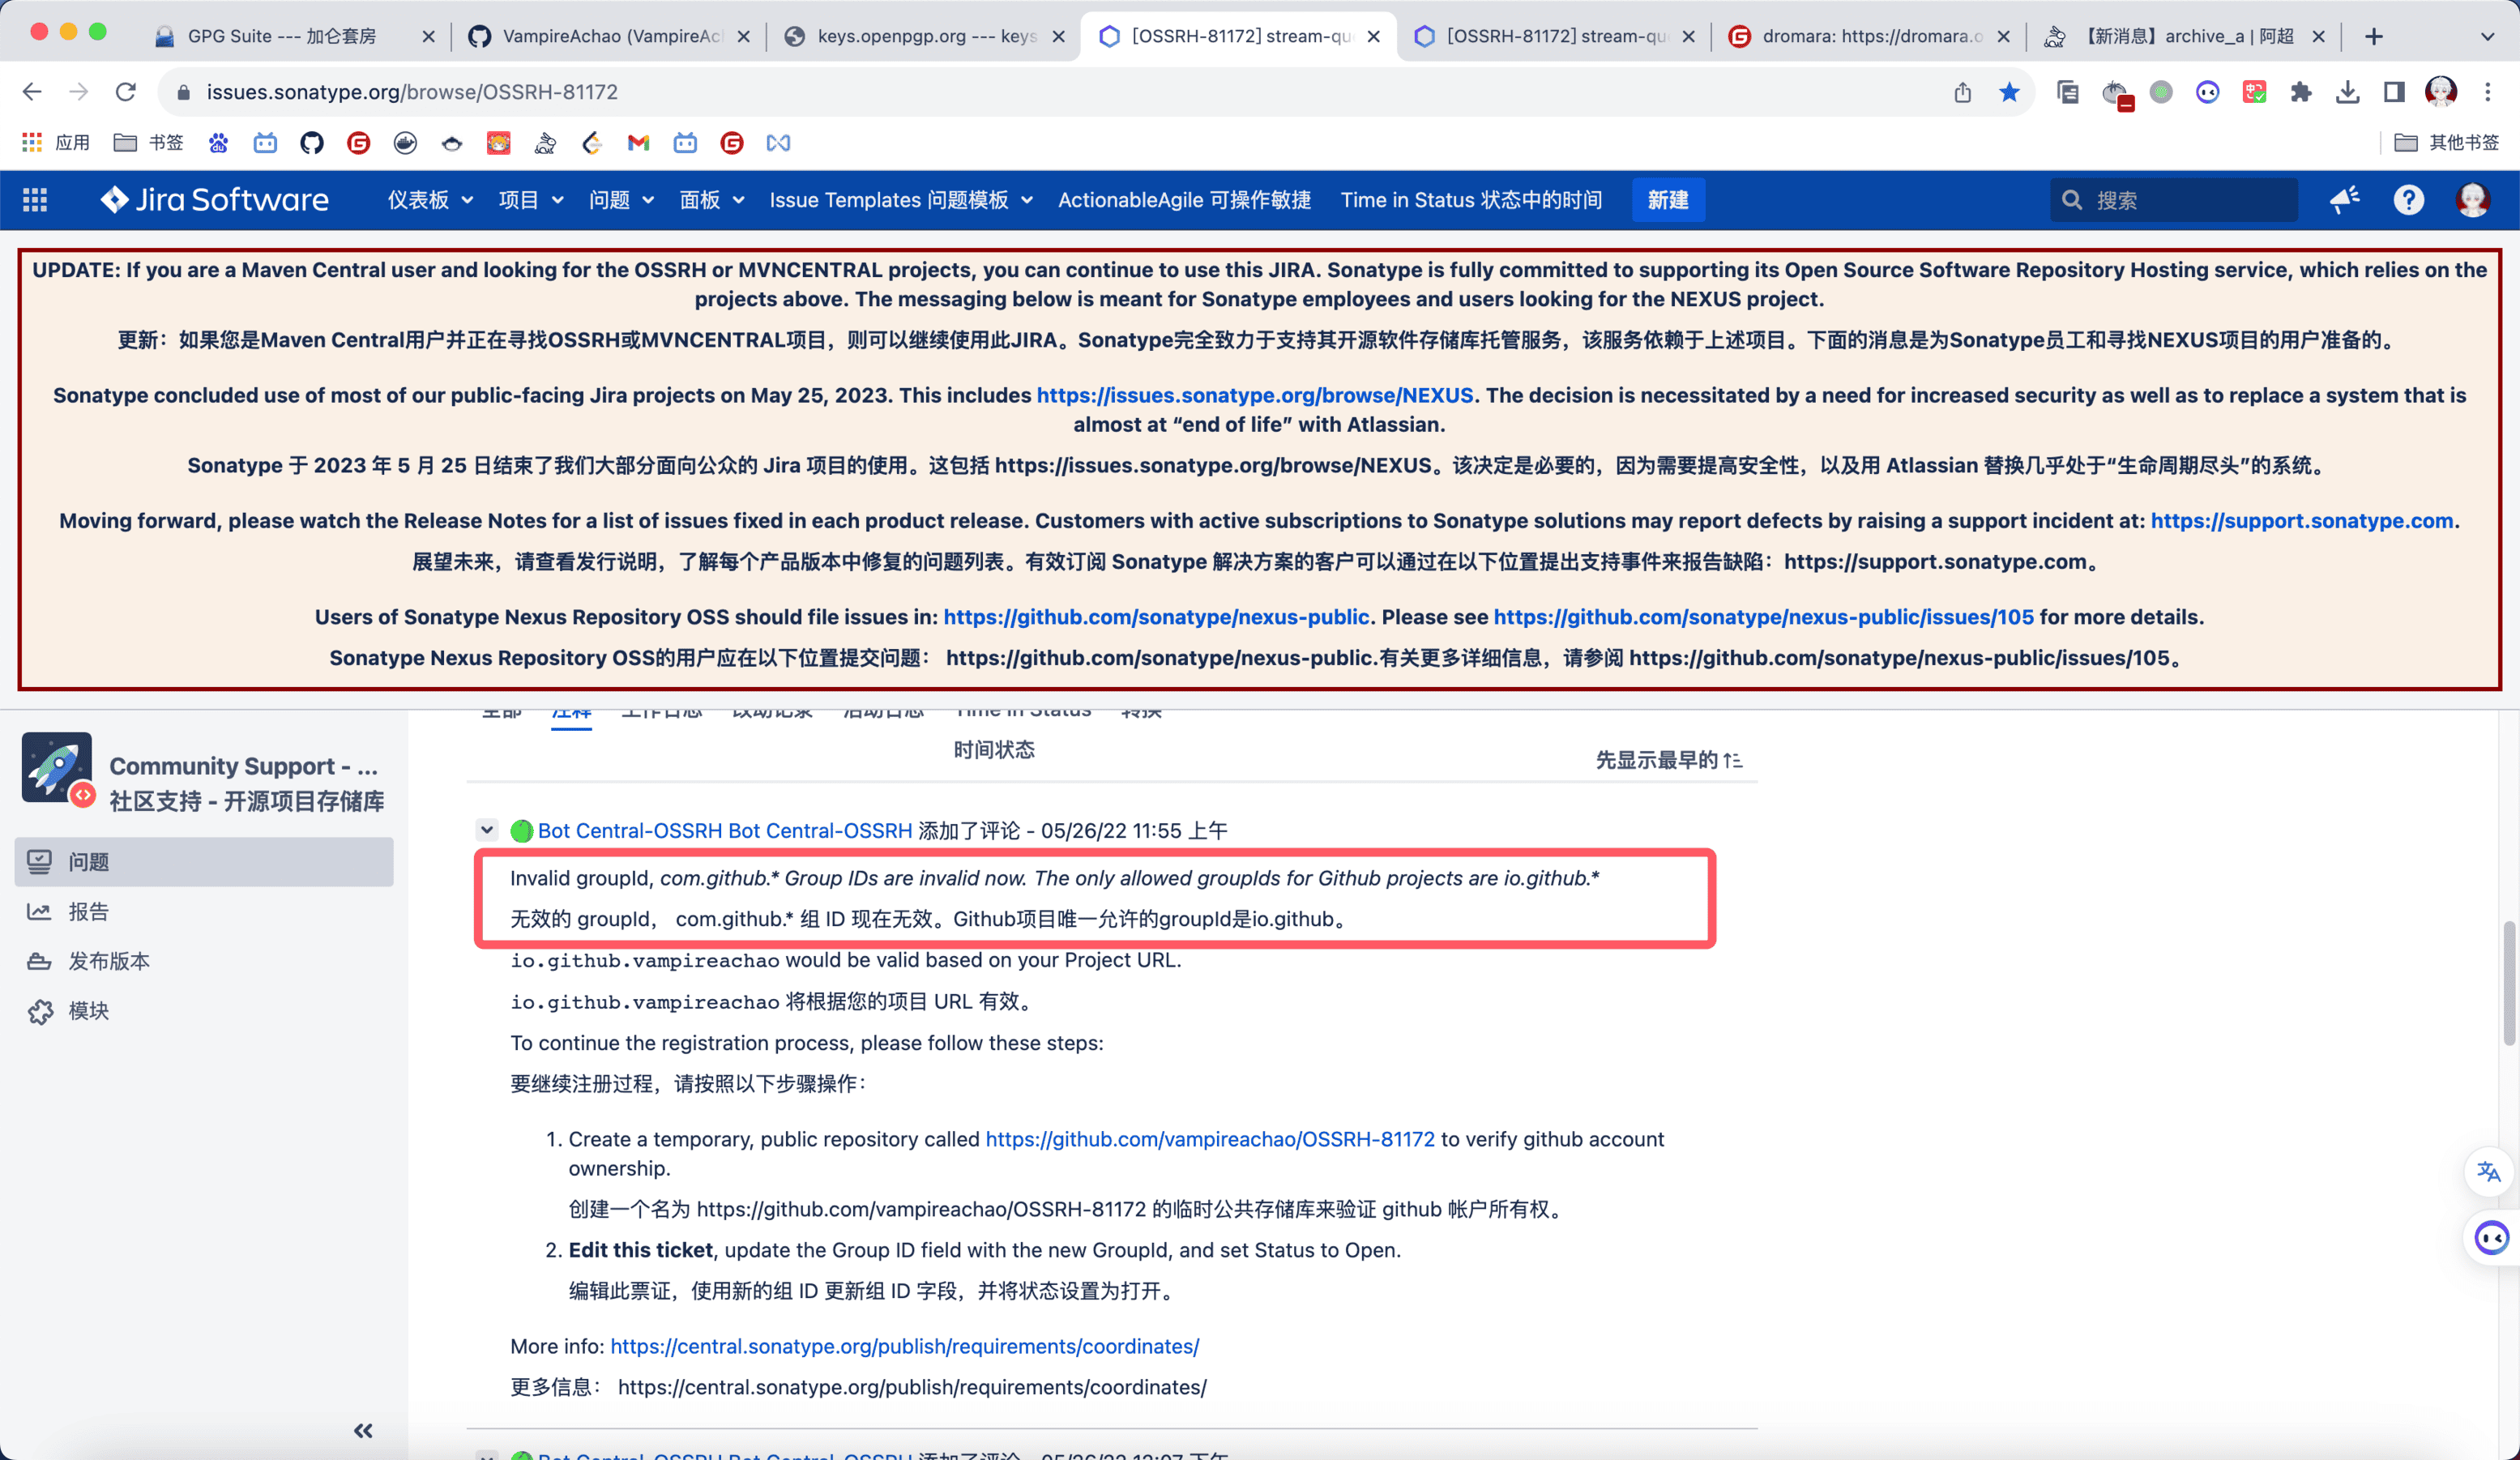 GPG Suite --- 加仑套房
VampireAchao (VampireAc
keys.openpgp.org --- keys
[OSSRH-81172] stream-qu
[OSSRH-81172] stream-qu
dromara: https://dromara.o
【新消息】archive_a | 阿超
issues.sonatype.org/browse/OSSRH-81172
应用
书签
其他书签
Jira Software
仪表板
项目
问题
面板
Issue Templates 问题模板
ActionableAgile 可操作敏捷
Time in Status 状态中的时间
新建
搜索
UPDATE: If you are a Maven Central user and looking for the OSSRH or MVNCENTRAL projects, you can continue to use this JIRA. Sonatype is fully committed to supporting its Open Source Software Repository Hosting service, which relies on the
projects above. The messaging below is meant for Sonatype employees and users looking for the NEXUS project.
更新：如果您是Maven Central用户并正在寻找OSSRH或MVNCENTRAL项目，则可以继续使用此JIRA。Sonatype完全致力于支持其开源软件存储库托管服务，该服务依赖于上述项目。下面的消息是为Sonatype员工和寻找NEXUS项目的用户准备的。
Sonatype concluded use of most of our public-facing Jira projects on May 25, 2023. This includes https://issues.sonatype.org/browse/NEXUS. The decision is necessitated by a need for increased security as well as to replace a system that is
almost at “end of life” with Atlassian.
Sonatype 于 2023 年 5 月 25 日结束了我们大部分面向公众的 Jira 项目的使用。这包括 https://issues.sonatype.org/browse/NEXUS。该决定是必要的，因为需要提高安全性，以及用 Atlassian 替换几乎处于“生命周期尽头”的系统。
Moving forward, please watch the Release Notes for a list of issues fixed in each product release. Customers with active subscriptions to Sonatype solutions may report defects by raising a support incident at: https://support.sonatype.com.
展望未来，请查看发行说明，了解每个产品版本中修复的问题列表。有效订阅 Sonatype 解决方案的客户可以通过在以下位置提出支持事件来报告缺陷：https://support.sonatype.com。
Users of Sonatype Nexus Repository OSS should file issues in: https://github.com/sonatype/nexus-public. Please see https://github.com/sonatype/nexus-public/issues/105 for more details.
Sonatype Nexus Repository OSS的用户应在以下位置提交问题： https://github.com/sonatype/nexus-public.有关更多详细信息，请参阅 https://github.com/sonatype/nexus-public/issues/105。
全部
注释
工作日志
改动记录
活动日志
Time in Status
转换
时间状态
先显示最早的
Community Support - ...
社区支持 - 开源项目存储库
问题
报告
发布版本
模块
Bot Central-OSSRH Bot Central-OSSRH 添加了评论 - 05/26/22 11:55 上午
Invalid groupId, com.github.* Group IDs are invalid now. The only allowed groupIds for Github projects are io.github.*
无效的 groupId， com.github.* 组 ID 现在无效。Github项目唯一允许的groupId是io.github。
io.github.vampireachao would be valid based on your Project URL.
io.github.vampireachao 将根据您的项目 URL 有效。
To continue the registration process, please follow these steps:
要继续注册过程，请按照以下步骤操作：
1. Create a temporary, public repository called https://github.com/vampireachao/OSSRH-81172 to verify github account
ownership.
创建一个名为 https://github.com/vampireachao/OSSRH-81172 的临时公共存储库来验证 github 帐户所有权。
2. Edit this ticket, update the Group ID field with the new GroupId, and set Status to Open.
编辑此票证，使用新的组 ID 更新组 ID 字段，并将状态设置为打开。
More info: https://central.sonatype.org/publish/requirements/coordinates/
更多信息： https://central.sonatype.org/publish/requirements/coordinates/
Bot Central-OSSRH Bot Central-OSSRH 添加了评论 - 05/26/22 12:07 下午